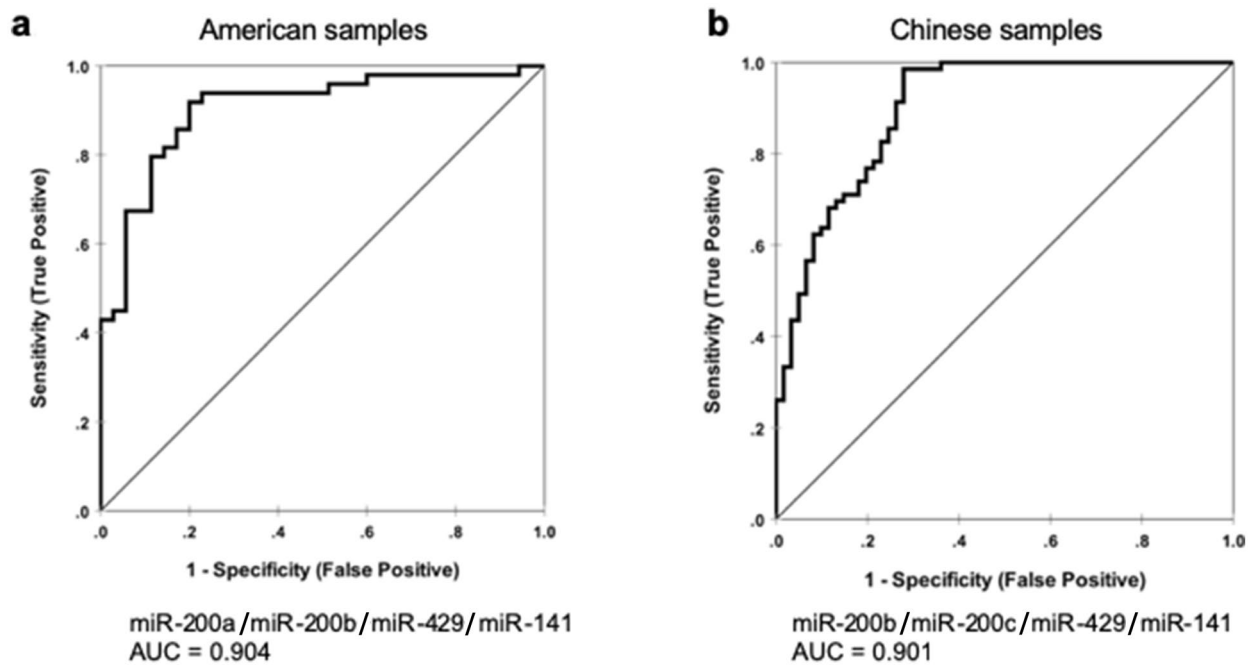 a
American samples
1.0
.8
.6
.4
.2
.0
Sensitivity (True Positive)
.0 .2 .4 .6 .8 1.0
1 - Specificity (False Positive)
miR-200a/miR-200b/miR-429/miR-141
AUC = 0.904
b
Chinese samples
1.0
.8
.6
.4
.2
.0
Sensitivity (True Positive)
.0 .2 .4 .6 .8 1.0
1 - Specificity (False Positive)
miR-200b/miR-200c/miR-429/miR-141
AUC = 0.901